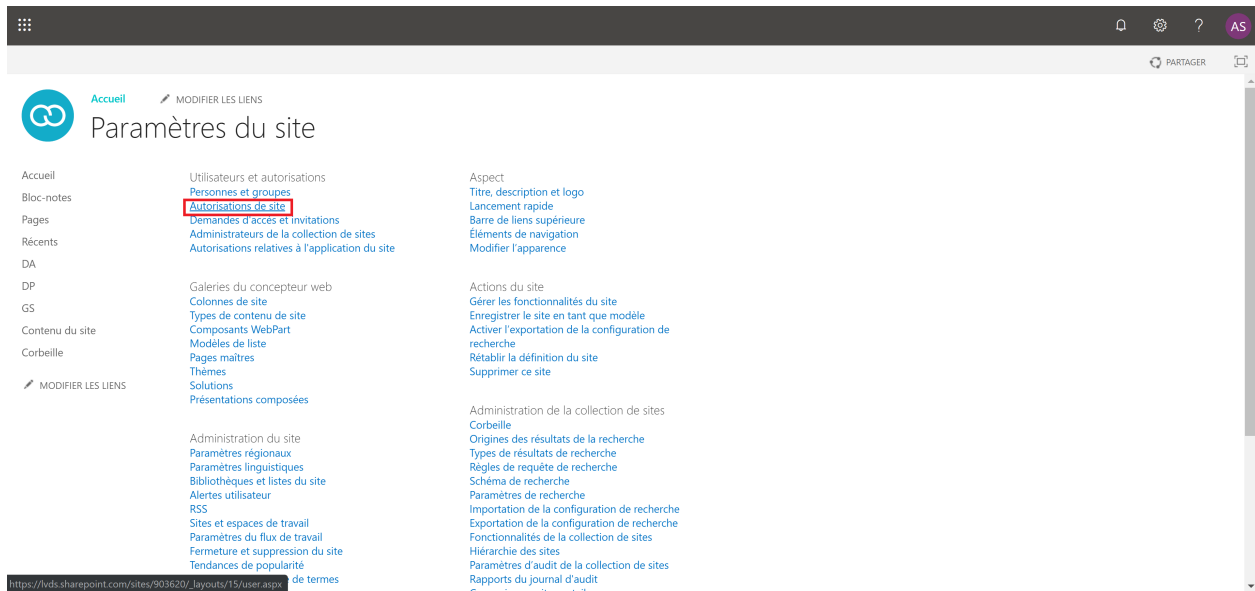 AS
PARTAGER
Accueil
MODIFIER LES LIENS
Paramètres du site
Accueil
Bloc-notes
Pages
Récents
DA
DP
GS
Contenu du site
Corbeille
MODIFIER LES LIENS
Utilisateurs et autorisations
Personnes et groupes
Autorisations de site
Demandes d'accès et invitations
Administrateurs de la collection de sites
Autorisations relatives à l'application du site
Galeries du concepteur web
Colonnes de site
Types de contenu de site
Composants WebPart
Modèles de liste
Pages maîtres
Thèmes
Solutions
Présentations composées
Administration du site
Paramètres régionaux
Paramètres linguistiques
Bibliothèques et listes du site
Alertes utilisateur
RSS
Sites et espaces de travail
Paramètres du flux de travail
Fermeture et suppression du site
Tendances de popularité
de termes
Aspect
Titre, description et logo
Lancement rapide
Barre de liens supérieure
Éléments de navigation
Modifier l'apparence
Actions du site
Gérer les fonctionnalités du site
Enregistrer le site en tant que modèle
Activer l'exportation de la configuration de
recherche
Rétablir la définition du site
Supprimer ce site
Administration de la collection de sites
Corbeille
Origines des résultats de la recherche
Types de résultats de recherche
Règles de requête de recherche
Schéma de recherche
Paramètres de recherche
Importation de la configuration de recherche
Exportation de la configuration de recherche
Fonctionnalités de la collection de sites
Hiérarchie des sites
Paramètres d'audit de la collection de sites
Rapports du journal d'audit
https://lvds.sharepoint.com/sites/903620/_layouts/15/user.aspx